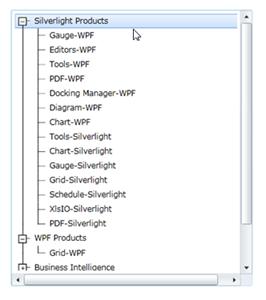 Silverlight Products
Gauge-WPF
Editors-WPF
Tools-WPF
PDF-WPF
Docking Manager-WPF
Diagram-WPF
Chart-WPF
Tools-Silverlight
Chart-Silverlight
Gauge-Silverlight
Grid-Silverlight
Schedule-Silverlight
XlsIO-Silverlight
PDF-Silverlight
WPF Products
Grid-WPF
Business Intelligence